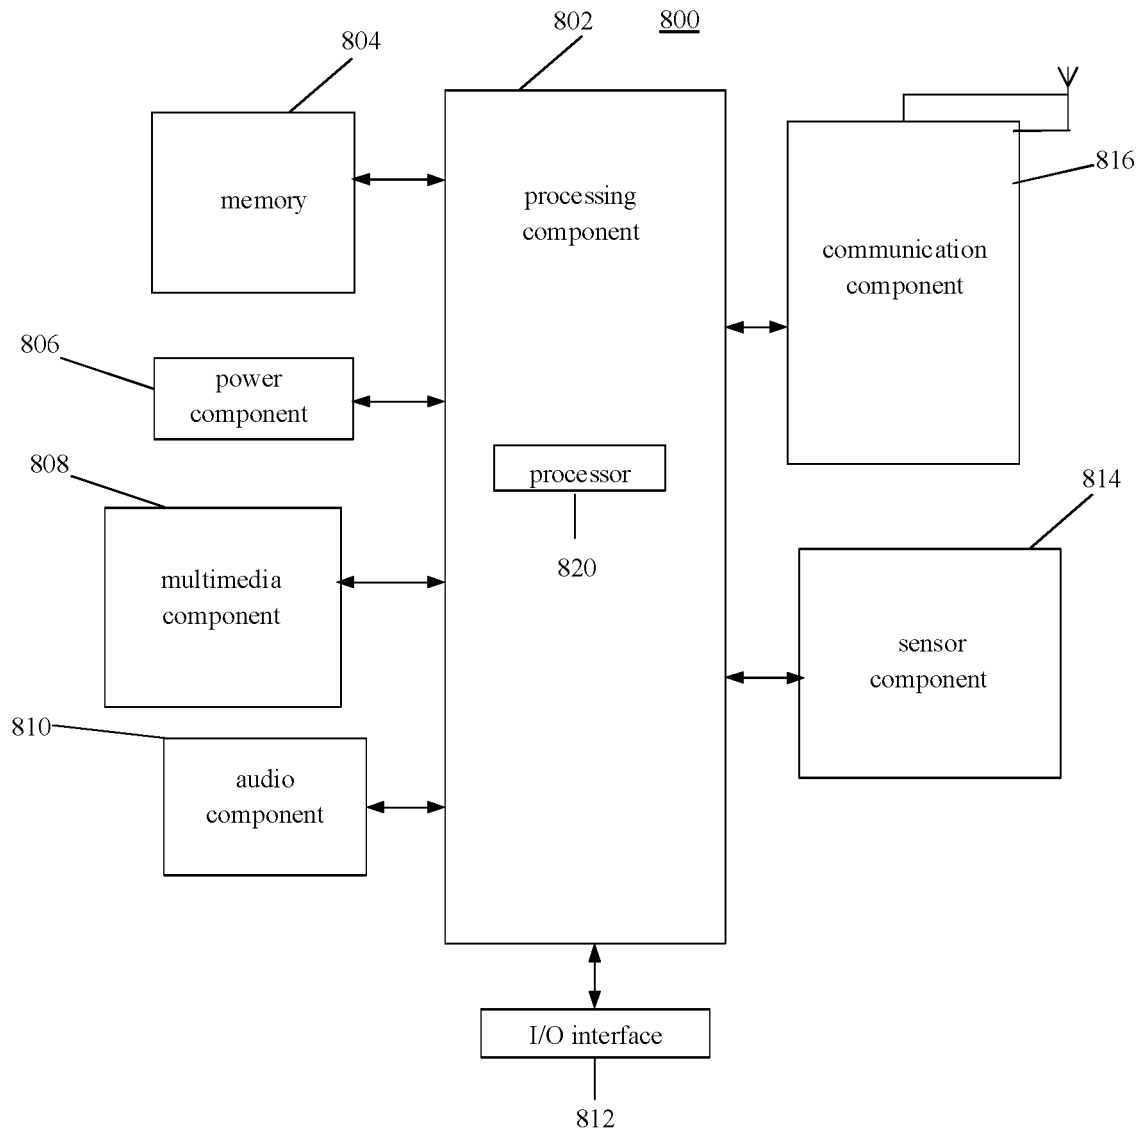 802
800
804
816
memory
processing
component
communication
component
806
power
component
808
processor
814
820
multimedia
component
sensor
component
810
audio
component
I/O interface
812